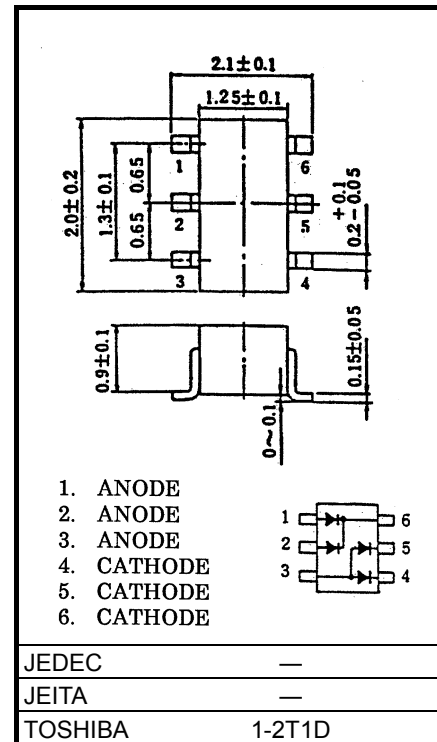 2.1±0.1
1.25±0.1
2.0±0.2
1.3±0.1
0.65
0.65
1
2
3
6
5
4
+0.1
0.2-0.05
0.9±0.1
0~0.1
0.15±0.05
1. ANODE
2. ANODE
3. ANODE
4. CATHODE
5. CATHODE
6. CATHODE
1 6
2 5
3 4
JEDEC —
JEITA —
TOSHIBA 1-2T1D